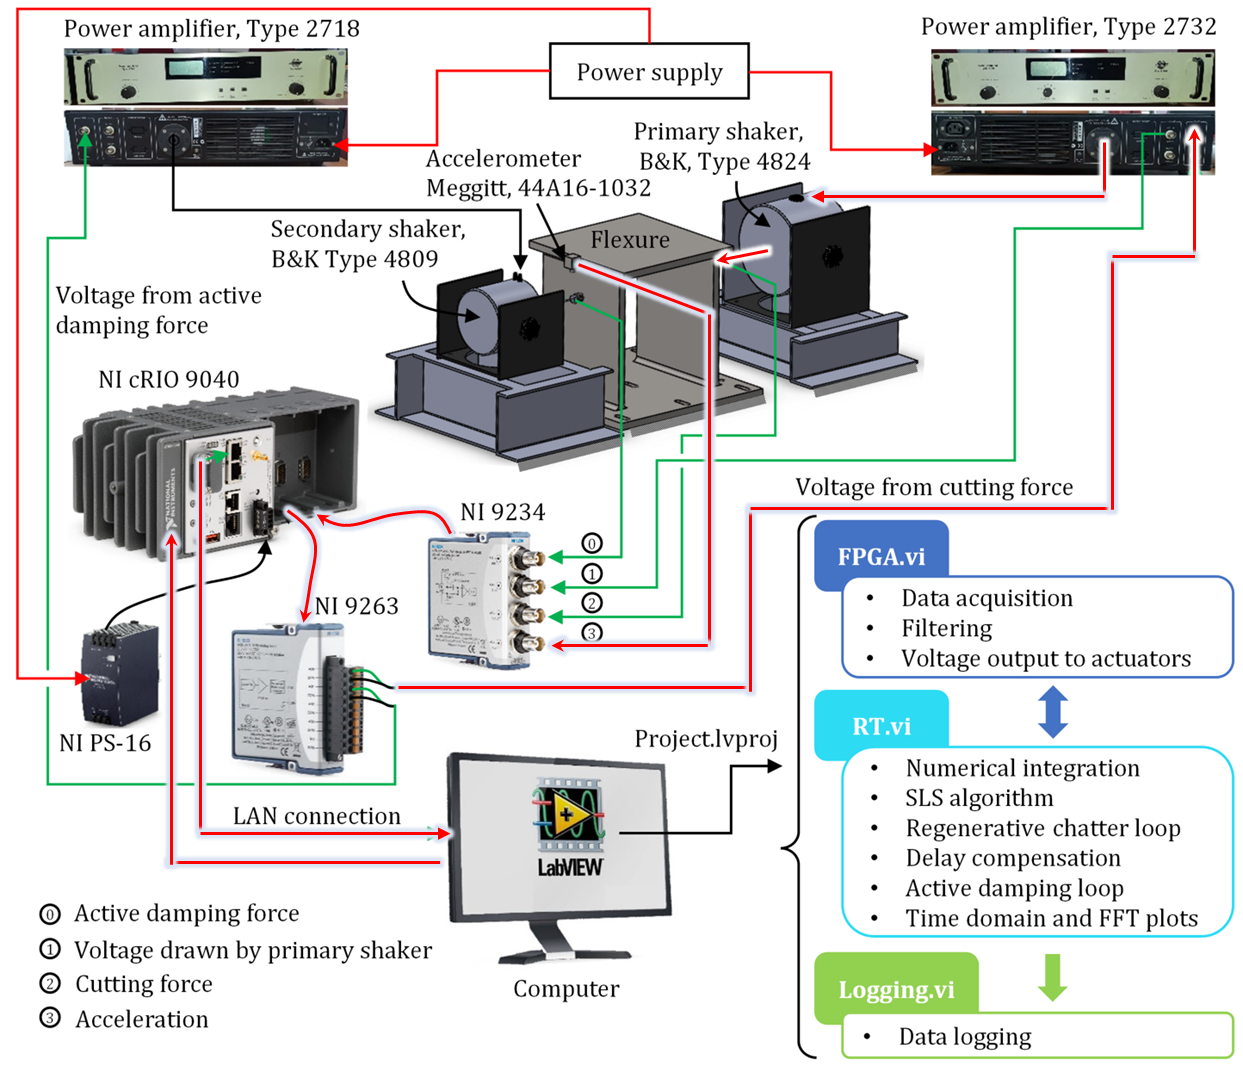 Power amplifier, Type 2718
Power supply
Power amplifier, Type 2732
Primary shaker,
B&K, Type 4824
Accelerometer
Meggitt, 44A16-1032
Secondary shaker,
B&K Type 4809
Flexure
Voltage from active
damping force
NI cRIO 9040
NATIONAL
INSTRUMENTS
NI 9234
0
1
2
3
Voltage from cutting force
NI 9263
NI PS-16
LAN connection
Project.lvproj
LabVIEW
Computer
FPGA.vi
• Data acquisition
• Filtering
• Voltage output to actuators
RT.vi
• Numerical integration
• SLS algorithm
• Regenerative chatter loop
• Delay compensation
• Active damping loop
• Time domain and FFT plots
Logging.vi
• Data logging
0 Active damping force
1 Voltage drawn by primary shaker
2 Cutting force
3 Acceleration